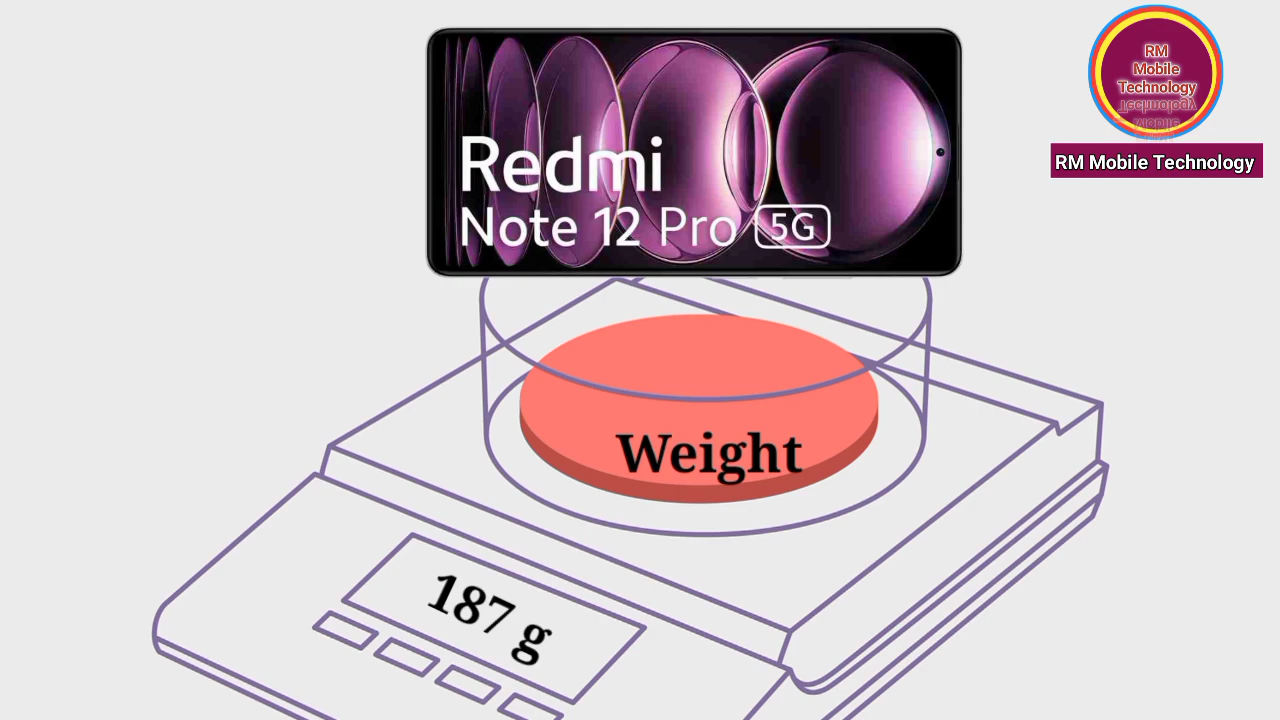 Redmi
Note 12 Pro 5G
RM
Mobile
Technology
RM Mobile Technology
Weight
187 g